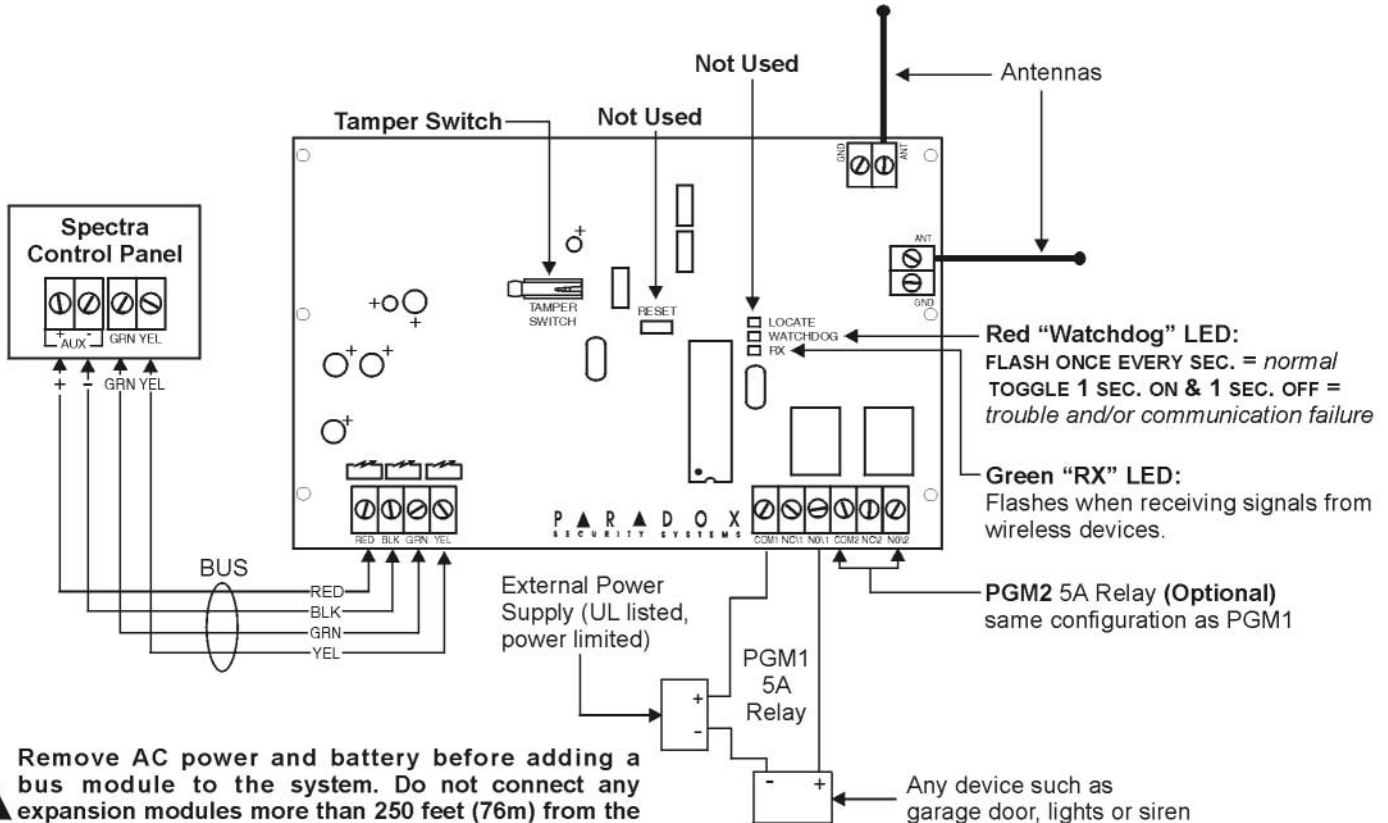 Not Used
Antennas
Tamper Switch
Not Used
GND
ANT
Spectra
Control Panel
+ -
AUX
GRN YEL
+ - GRN YEL
+
+
+
+
+
+
TAMPER
SWITCH
RESET
LOCATE
WATCHDOG
RX
ANT
GND
Red “Watchdog” LED:
FLASH ONCE EVERY SEC. = normal
TOGGLE 1 SEC. ON & 1 SEC. OFF =
trouble and/or communication failure
Green “RX” LED:
Flashes when receiving signals from
wireless devices.
RED BLK GRN YEL
PARADOX
SECURITY SYSTEMS
COM1 NC\1 N0\1 COM2 NC\2 N0\2
BUS
RED
BLK
GRN
YEL
External Power
Supply (UL listed,
power limited)
PGM1
5A
Relay
+
-
- +
PGM2 5A Relay (Optional)
same configuration as PGM1
Any device such as
garage door, lights or siren
Remove AC power and battery before adding a
bus module to the system. Do not connect any
expansion modules more than 250 feet (76m) from the